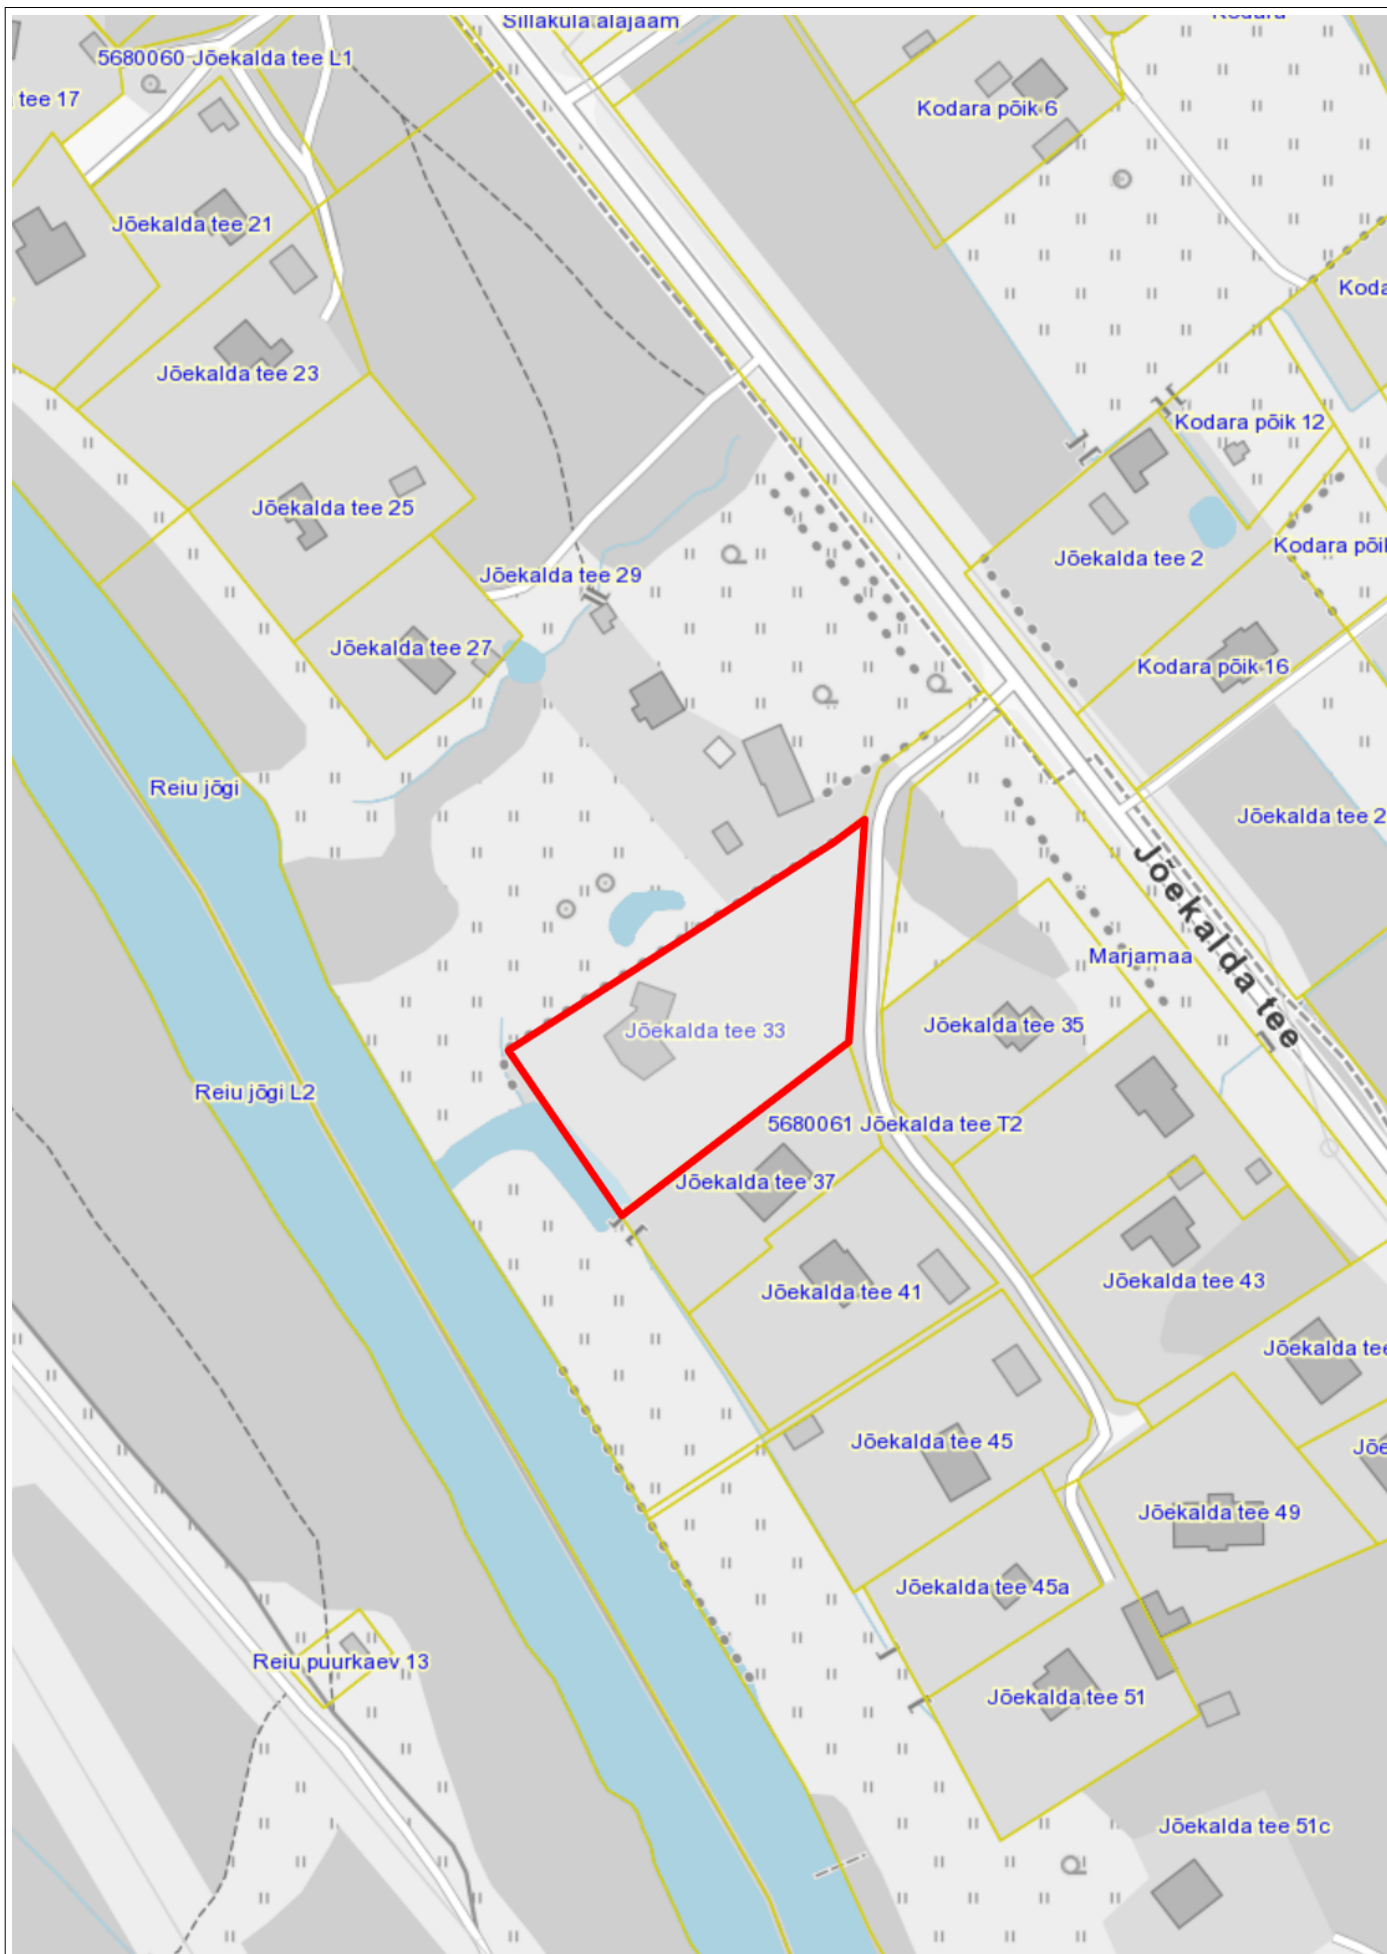 Sillaküla alajaam
Kodara
5680060 Jõekalda tee L1
tee 17
Kodara põik 6
Jõekalda tee 21
Jõekalda tee 23
Kodara põik 12
Jõekalda tee 25
Kodara põik
Jõekalda tee 2
Jõekalda tee 29
Jõekalda tee 27
Kodara põik 16
Reiu jõgi
Jõekalda tee 2
Jõekalda tee
Marjamaa
Jõekalda tee 33
Jõekalda tee 35
Reiu jõgi L2
5680061 Jõekalda tee T2
Jõekalda tee 37
Jõekalda tee 43
Jõekalda tee 41
Jõekalda tee
Jõekalda tee 45
Jõekalda tee 49
Jõekalda tee 45a
Reiu puurkaev 13
Jõekalda tee 51
Jõekalda tee 51c